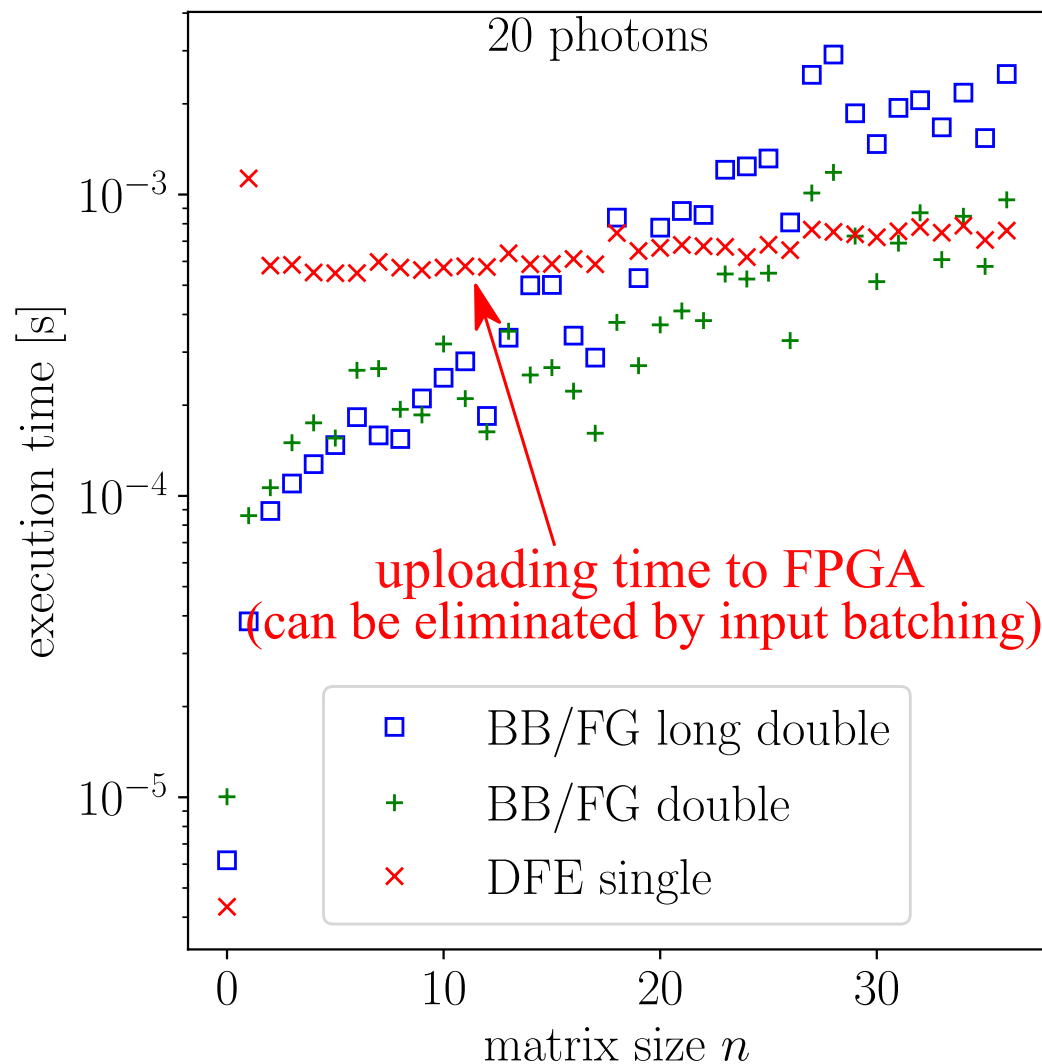 20 photons
execution time [s]
10⁻³
10⁻⁴
10⁻⁵
uploading time to FPGA
(can be eliminated by input batching)
BB/FG long double
BB/FG double
DFE single
0 10 20 30
matrix size n